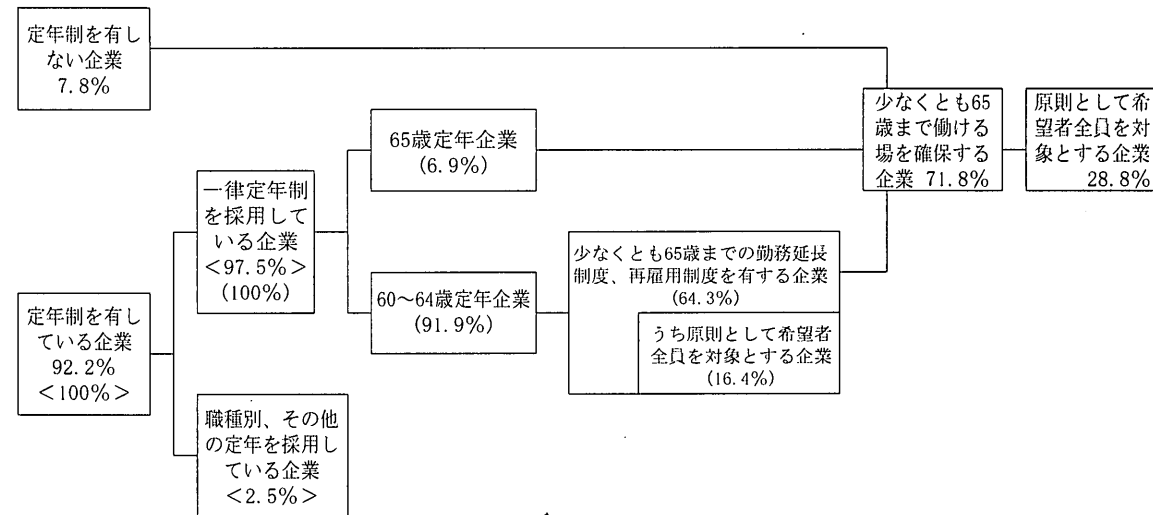 定年制を有し
ない企業
7.8%
定年制を有し
ている企業
92.2%
<100%>
一律定年制
を採用して
いる企業
<97.5%>
(100%)
職種別、その他
の定年を採用し
ている企業
<2.5%>
65歳定年企業
(6.9%)
60～64歳定年企業
(91.9%)
少なくとも65歳までの勤務延長
制度、再雇用制度を有する企業
(64.3%)
うち原則として希望者
全員を対象とする企業
(16.4%)
少なくとも65
歳まで働ける
場を確保する
企業 71.8%
原則として希
望者全員を対
象とする企業
28.8%